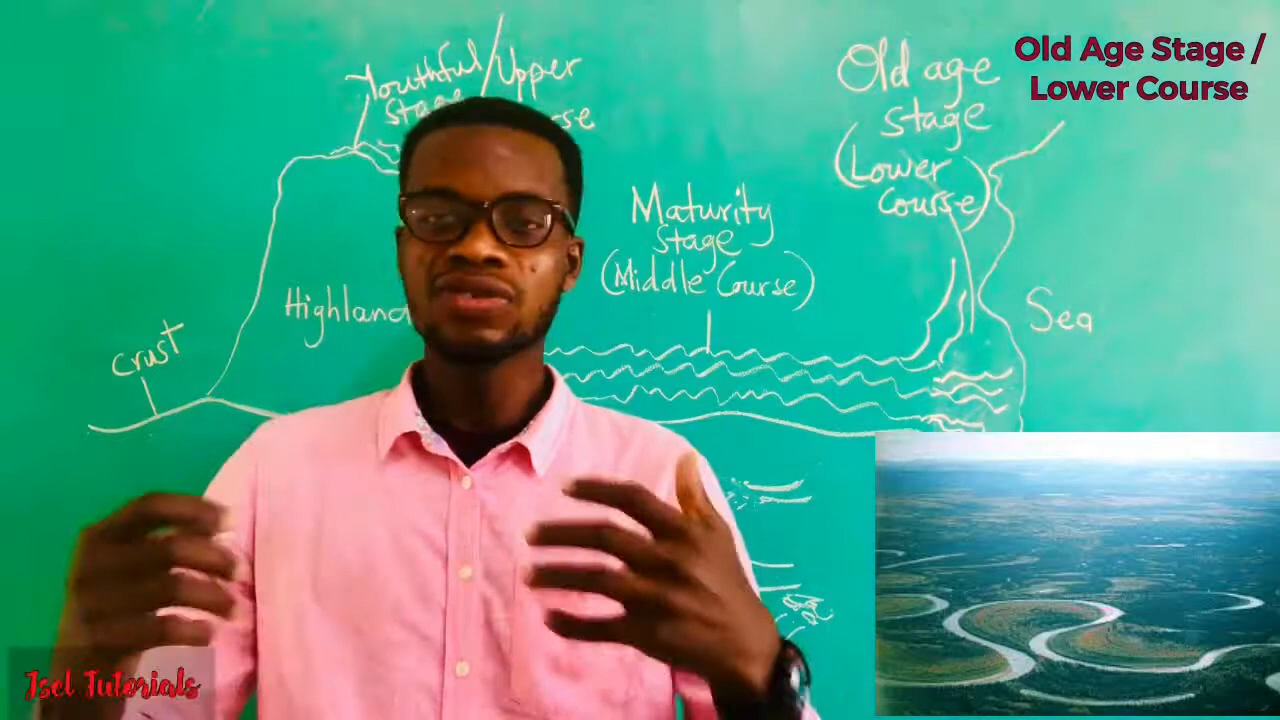 Old Age Stage /
Lower Course
Youthful/Upper
Old age
stage
(Lower
Course)
Maturity
stage
(Middle Course)
Highland
Crust
Sea
Jsel Tutorials